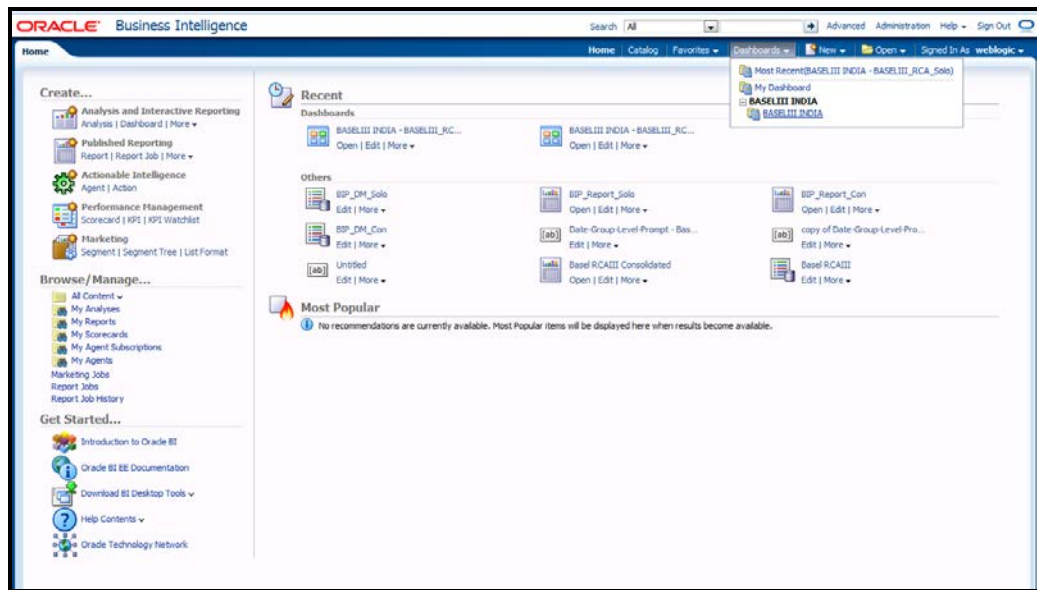 ORACLE Business Intelligence
Search All Advanced Administration Help Sign Out
Home
Home Catalog Favorites Dashboards New Open Signed In As weblogic
Most Recent(BASELIII INDIA - BASELIII_RCA_Solo)
My Dashboard
BASELIII INDIA
BASELIII INDIA
Create...
Analysis and Interactive Reporting
Analysis | Dashboard | More
Published Reporting
Report | Report Job | More
Actionable Intelligence
Agent | Action
Performance Management
Scorecard | KPI | KPI Watchlist
Marketing
Segment | Segment Tree | List Format
Browse/Manage...
All Content
My Analyses
My Reports
My Scorecards
My Agent Subscriptions
My Agents
Marketing Jobs
Report Jobs
Report Job History
Get Started...
Introduction to Oracle BI
Oracle BI EE Documentation
Download BI Desktop Tools
Help Contents
Oracle Technology Network
Recent
Dashboards
BASELIII INDIA - BASELIII_RC...
Open | Edit | More
BASELIII INDIA - BASELIII_RC...
Open | Edit | More
Others
BIP_DM_Solo
Edit | More
BIP_Report_Solo
Open | Edit | More
BIP_Report_Con
Open | Edit | More
BIP_DM_Con
Edit | More
[ab] Date-Group-Level-Prompt - Bas...
Edit | More
[ab] copy of Date-Group-Level-Pro...
Edit | More
[ab] Untitled
Edit | More
Basel RCAIII Consolidated
Open | Edit | More
Basel RCAIII
Edit | More
Most Popular
No recommendations are currently available. Most Popular items will be displayed here when results become available.